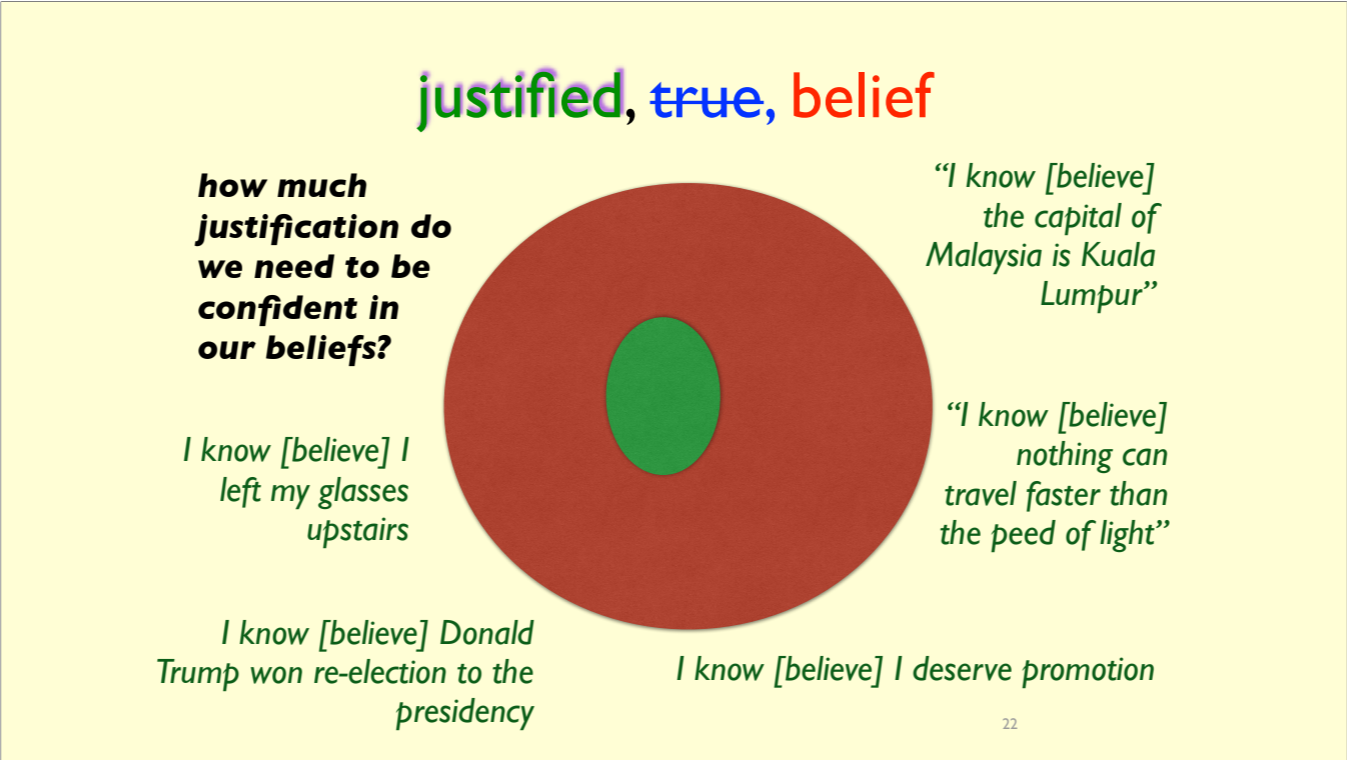 justified, true, belief
how much
justification do
we need to be
confident in
our beliefs?
“I know [believe]
the capital of
Malaysia is Kuala
Lumpur”
I know [believe] I
left my glasses
upstairs
“I know [believe]
nothing can
travel faster than
the peed of light”
I know [believe] Donald
Trump won re-election to the
presidency
I know [believe] I deserve promotion
22